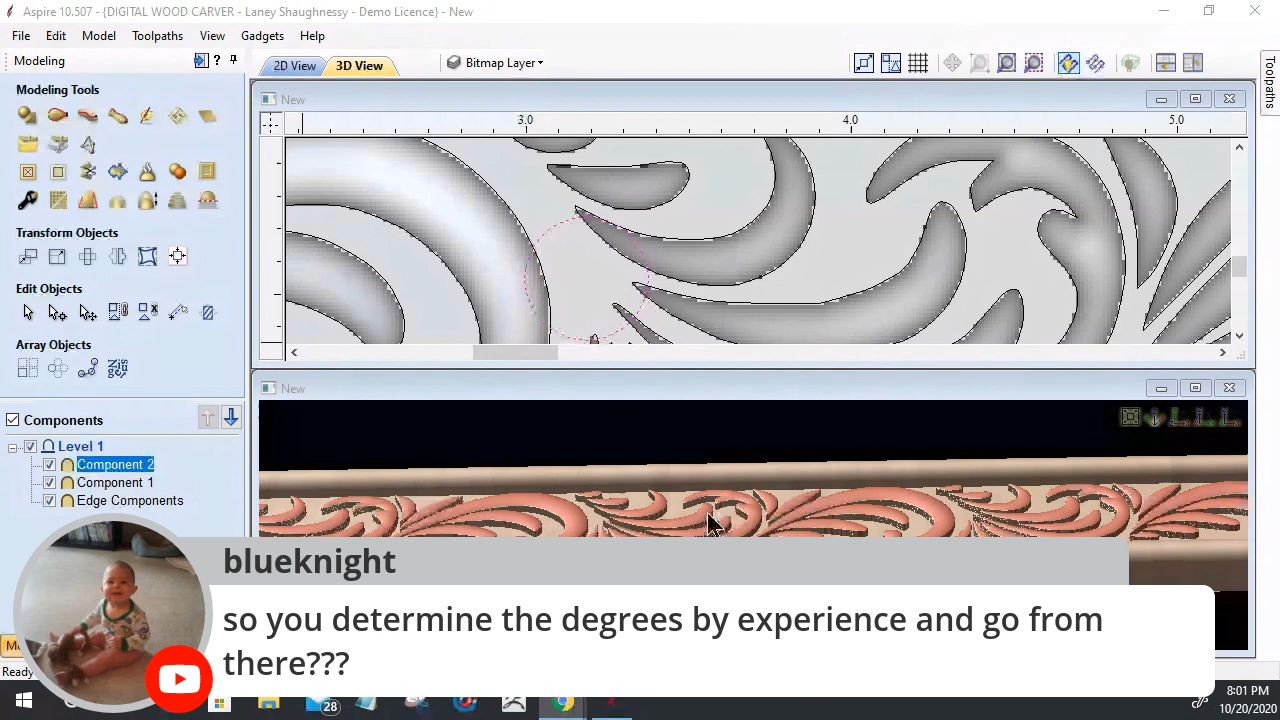 Aspire 10.507 - {DIGITAL WOOD CARVER - Laney Shaughnessy - Demo Licence} - New
File Edit Model Toolpaths View Gadgets Help
Modeling
2D View 3D View Bitmap Layer
Toolpaths
Modeling Tools
New
3.0 4.0 5.0
Transform Objects
Edit Objects
Array Objects
New
Components
Level 1
Component 2
Component 1
Edge Components
blueknight
so you determine the degrees by experience and go from
there???
Ready
28
8:01 PM
10/20/2020